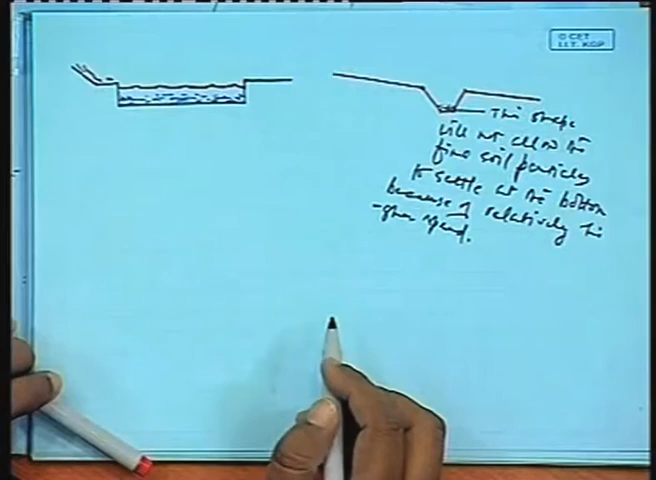 © CET
I.I.T. KGP
This shape
will not allow the
fine soil particles
to settle at the bottom
because of relatively hi-
-gher speed.